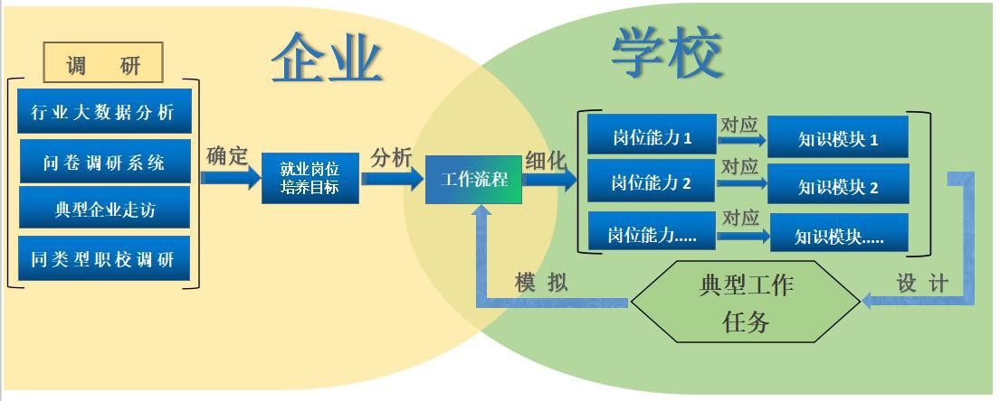 企业
学校
调 研
行业大数据分析
问卷调研系统
典型企业走访
同类型职校调研
确定
就业岗位
培养目标
分析
工作流程
细化
岗位能力1
对应
知识模块1
岗位能力2
对应
知识模块2
岗位能力.....
对应
知识模块.....
设 计
典型工作
任务
模 拟